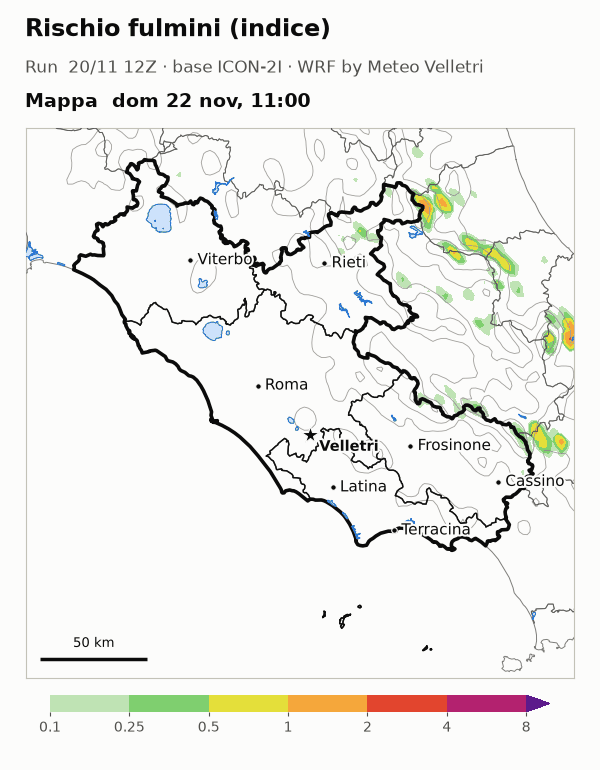 Rischio fulmini (indice)
Run  20/11 12Z · base ICON-2I · WRF by Meteo Velletri
Mappa  dom 22 nov, 11:00
Viterbo
Rieti
Roma
Velletri
Frosinone
Latina
Cassino
Terracina
50 km
0.1 0.25 0.5 1 2 4 8